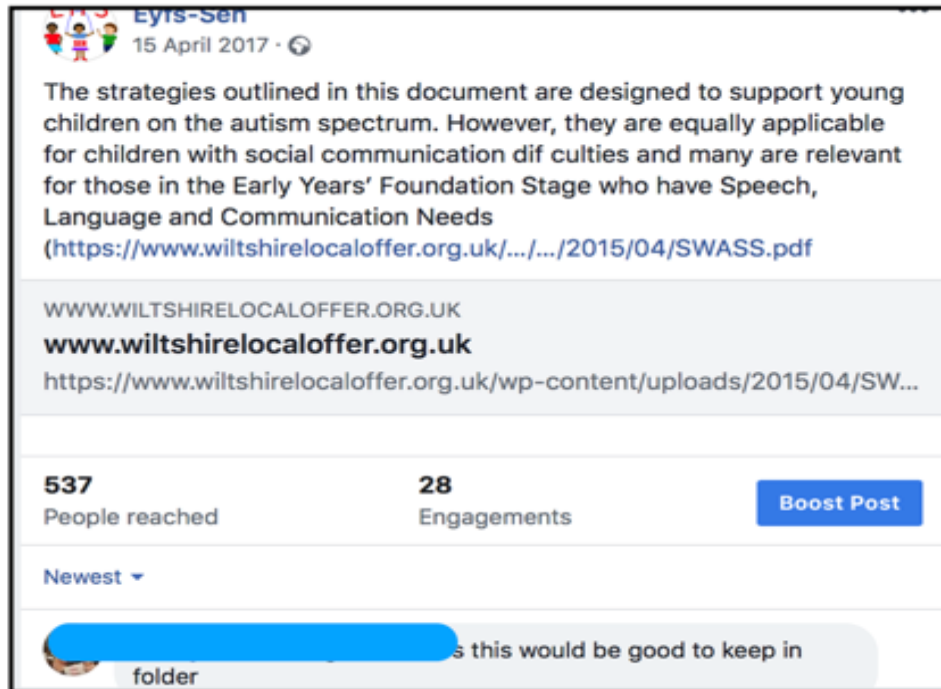 Eyfs-Sen
15 April 2017 ·
The strategies outlined in this document are designed to support young
children on the autism spectrum. However, they are equally applicable
for children with social communication dif culties and many are relevant
for those in the Early Years' Foundation Stage who have Speech,
Language and Communication Needs
(https://www.wiltshirelocaloffer.org.uk/.../.../2015/04/SWASS.pdf
WWW.WILTSHIRELOCALOFFER.ORG.UK
www.wiltshirelocaloffer.org.uk
https://www.wiltshirelocaloffer.org.uk/wp-content/uploads/2015/04/SW...
537 28
People reached Engagements
Boost Post
Newest
this would be good to keep in
folder